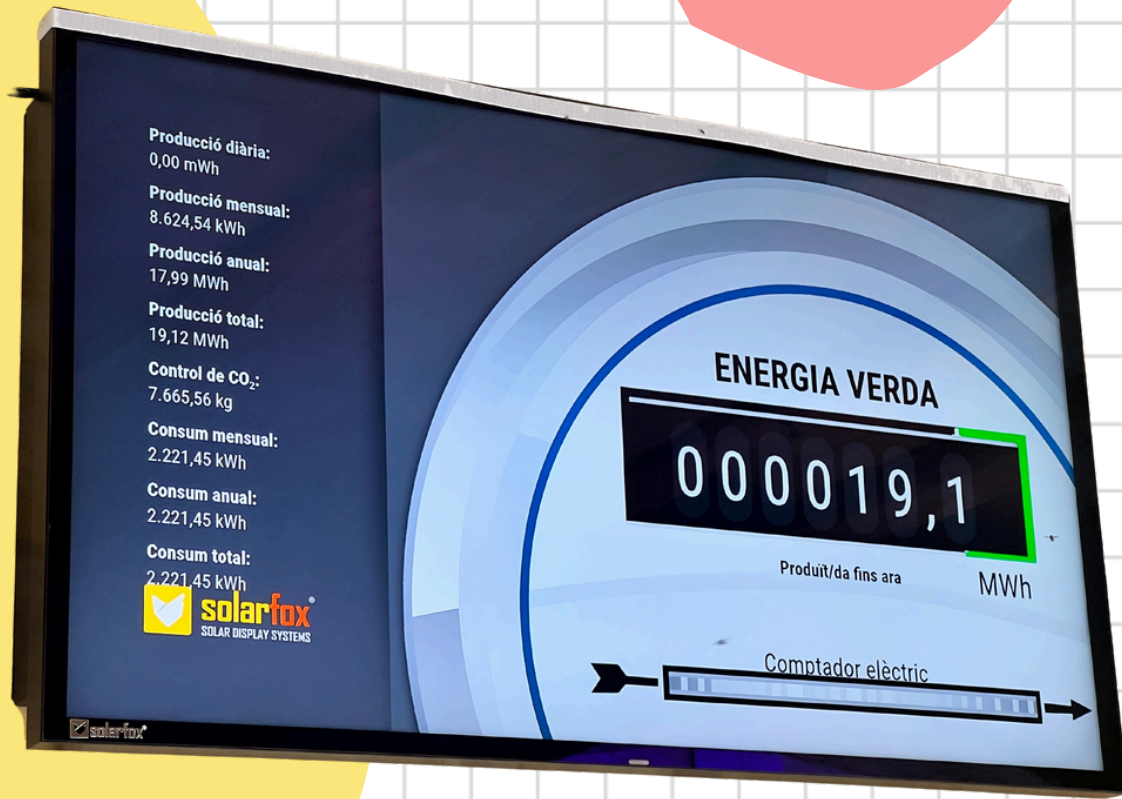 Producció diària:
0,00 mWh
Producció mensual:
8.624,54 kWh
Producció anual:
17,99 MWh
Producció total:
19,12 MWh
Control de CO₂:
7.665,56 kg
Consum mensual:
2.221,45 kWh
Consum anual:
2.221,45 kWh
Consum total:
2.221,45 kWh
solarfox®
SOLAR DISPLAY SYSTEMS
ENERGIA VERDA
000019,1
Produït/da fins ara
MWh
Comptador elèctric
solarfox®